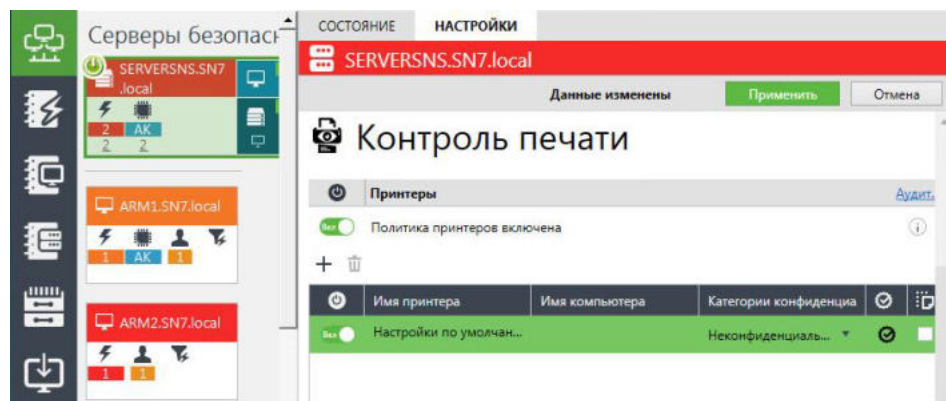 Серверы безопасн
SERVERSNS.SN7
.local
2 АК
2 2
ARM1.SN7.local
1 АК 1
ARM2.SN7.local
1 1
СОСТОЯНИЕ НАСТРОЙКИ
SERVERSNS.SN7.local
Данные изменены Применить Отмена
Контроль печати
Принтеры Аудит.
Вкл Политика принтеров включена
Имя принтера Имя компьютера Категории конфиденциа
Вкл Настройки по умолчан... Неконфиденциаль...